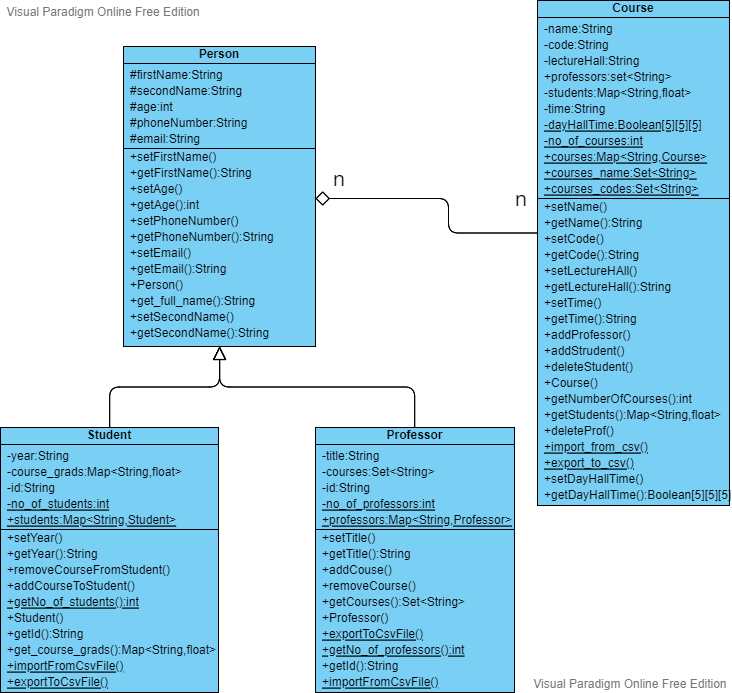 Visual Paradigm Online Free Edition
Person
#firstName:String
#secondName:String
#age:int
#phoneNumber:String
#email:String
+setFirstName()
+getFirstName():String
+setAge()
+getAge():int
+setPhoneNumber()
+getPhoneNumber():String
+setEmail()
+getEmail():String
+Person()
+get_full_name():String
+setSecondName()
+getSecondName():String
n
n
Course
-name:String
-code:String
-lectureHall:String
+professors:set<String>
-students:Map<String,float>
-time:String
-dayHallTime:Boolean[5][5][5]
-no_of_courses:int
+courses:Map<String,Course>
+courses_name:Set<String>
+courses_codes:Set<String>
+setName()
+getName():String
+setCode()
+getCode():String
+setLectureHAll()
+getLectureHall():String
+setTime()
+getTime():String
+addProfessor()
+addStrudent()
+deleteStudent()
+Course()
+getNumberOfCourses():int
+getStudents():Map<String,float>
+deleteProf()
+import_from_csv()
+export_to_csv()
+setDayHallTime()
+getDayHallTime():Boolean[5][5][5]
Student
-year:String
-course_grads:Map<String,float>
-id:String
-no_of_students:int
+students:Map<String,Student>
+setYear()
+getYear():String
+removeCourseFromStudent()
+addCourseToStudent()
+getNo_of_students():int
+Student()
+getId():String
+get_course_grads():Map<String,float>
+importFromCsvFile()
+exportToCsvFile()
Professor
-title:String
-courses:Set<String>
-id:String
-no_of_professors:int
+professors:Map<String,Professor>
+setTitle()
+getTitle():String
+addCouse()
+removeCourse()
+getCourses():Set<String>
+Professor()
+exportToCsvFile()
+getNo_of_professors():int
+getId():String
+importFromCsvFile()
Visual Paradigm Online Free Edition